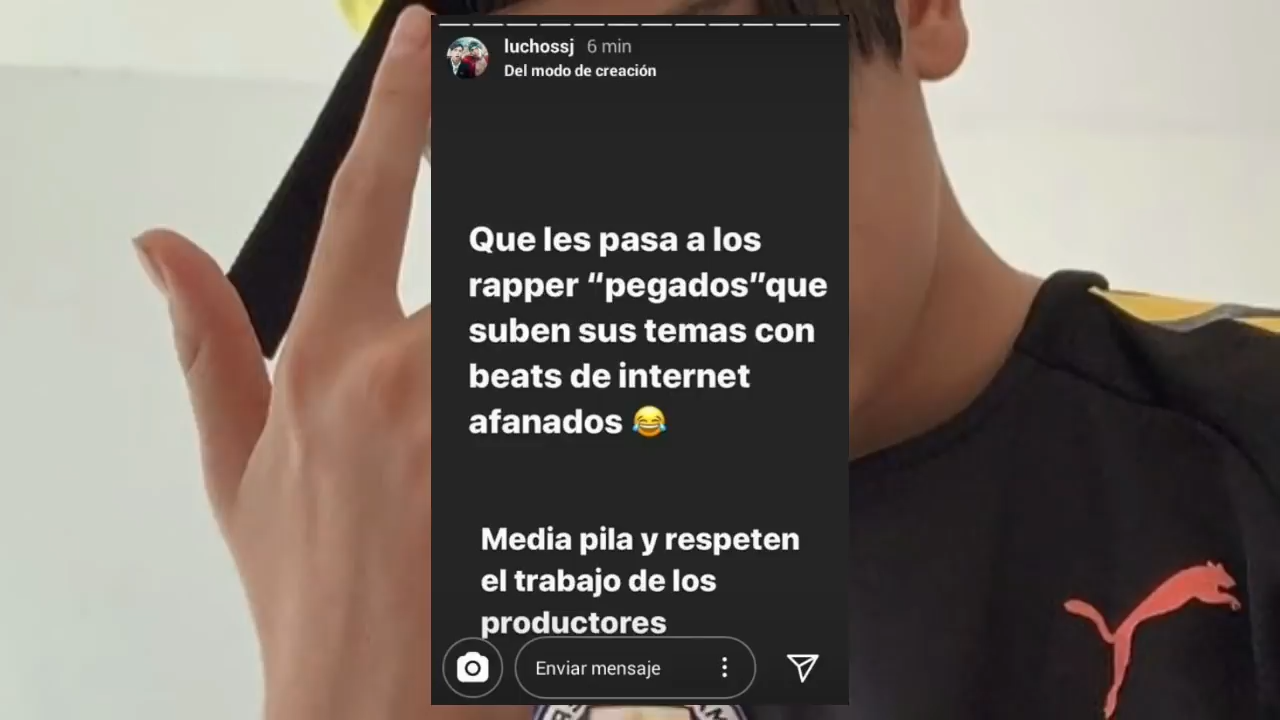 luchossj 6 min
Del modo de creación
Que les pasa a los
rapper “pegados”que
suben sus temas con
beats de internet
afanados 😂
Media pila y respeten
el trabajo de los
productores
Enviar mensaje